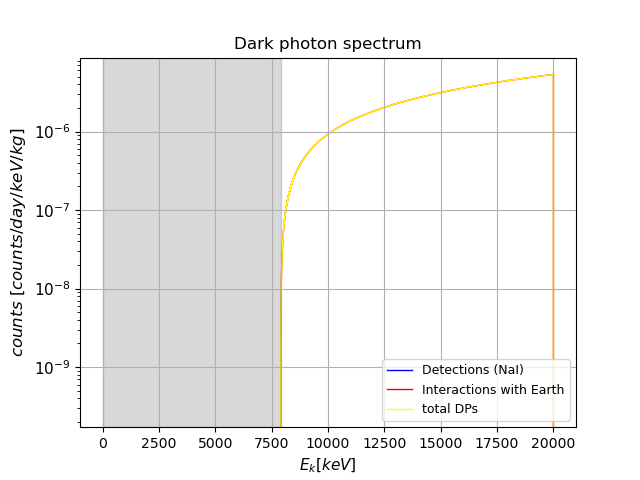 Dark photon spectrum
counts [counts/day/keV/kg]
10⁻⁶
10⁻⁷
10⁻⁸
10⁻⁹
Detections (NaI)
Interactions with Earth
total DPs
0 2500 5000 7500 10000 12500 15000 17500 20000
Eₖ[keV]